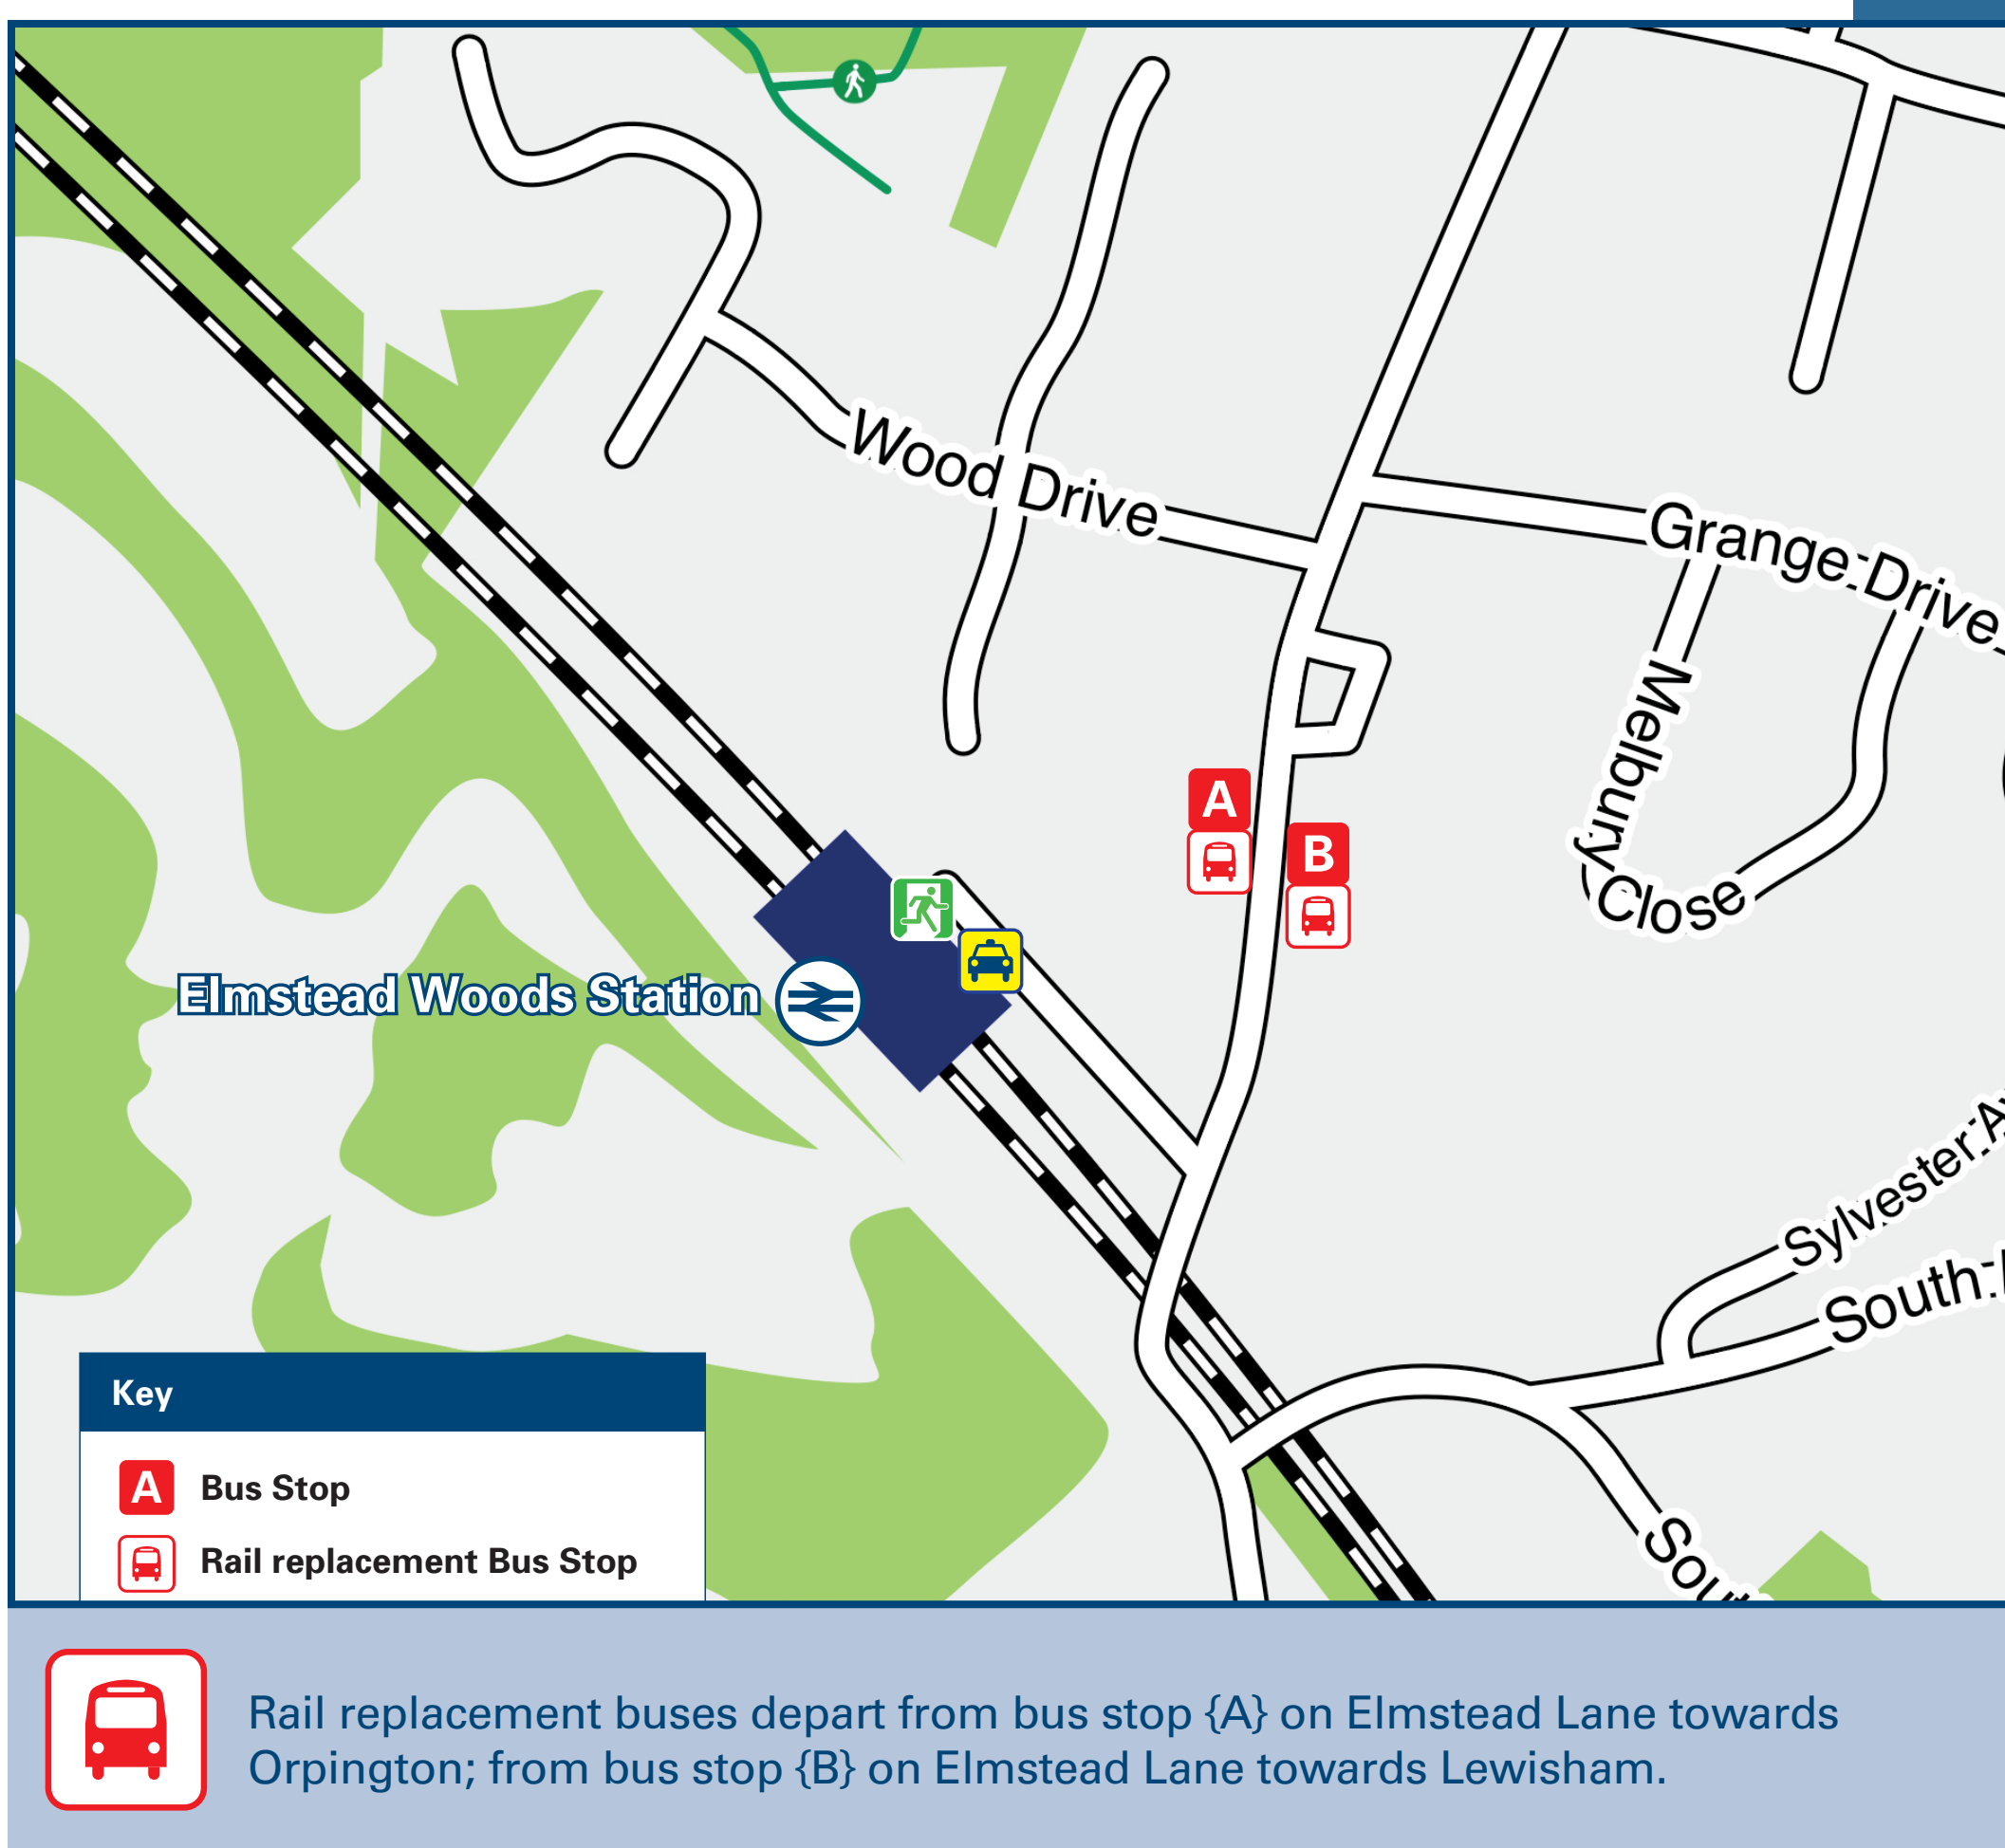 Wood Drive
Grange Drive
Melbury
Close
A
B
Elmstead Woods Station
Sylvester
South
Key
A Bus Stop
Rail replacement Bus Stop
Rail replacement buses depart from bus stop {A} on Elmstead Lane towards
Orpington; from bus stop {B} on Elmstead Lane towards Lewisham.